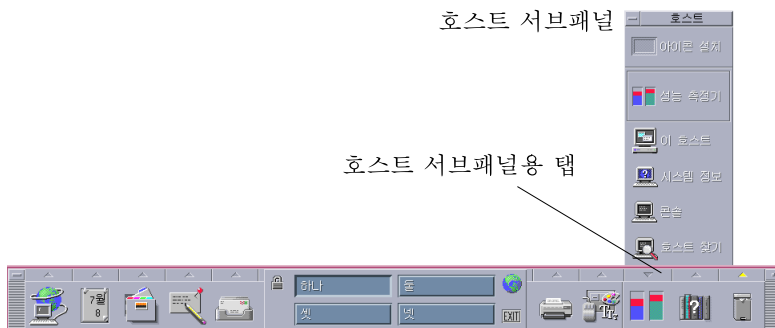 호스트 서브패널
호스트
아이콘 설치
성능 측정기
이 호스트
시스템 정보
콘솔
호스트 찾기
호스트 서브패널용 탭
7월
8
하나
둘
셋
넷
EXIT